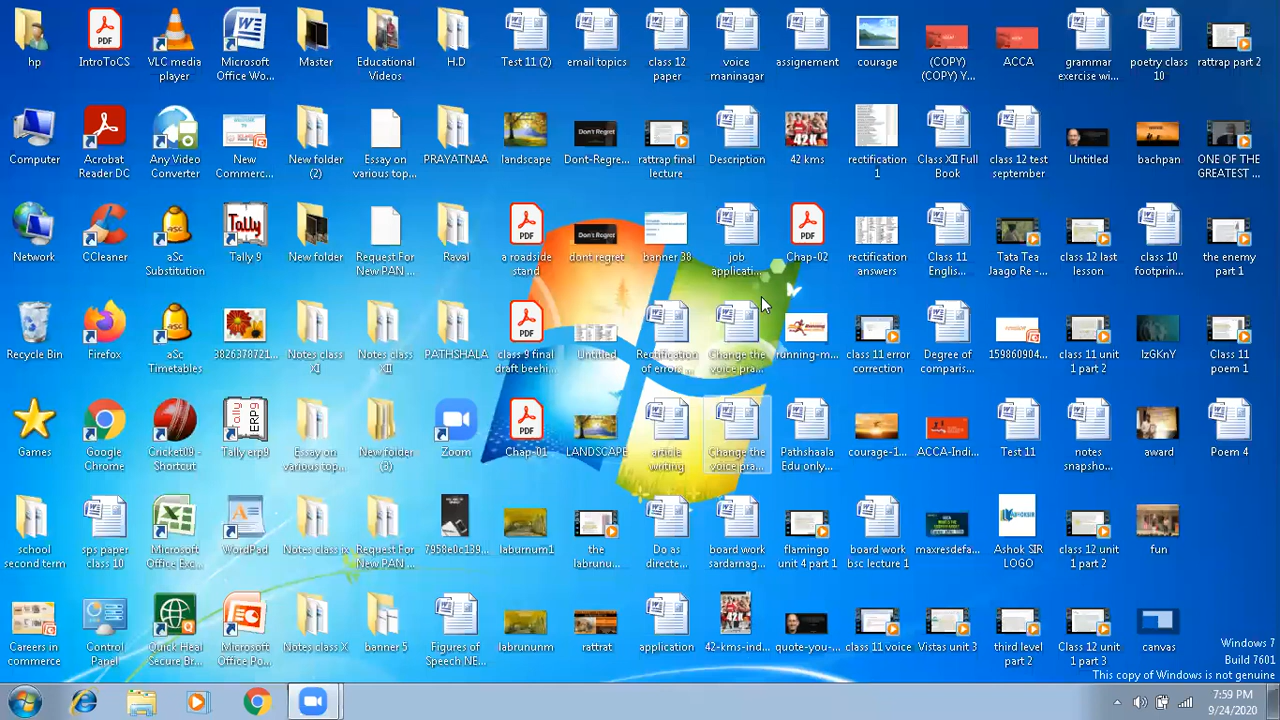 hp
IntroToCS
VLC media
player
Microsoft
Office Wo...
Master
Educational
Videos
H.D
Test 11 (2)
email topics
class 12
paper
voice
maninagar
assignement
courage
(COPY)
(COPY) Y...
ACCA
grammar
exercise wi...
poetry class
10
rattrap part 2
Computer
Acrobat
Reader DC
Any Video
Converter
New
Commerc...
New folder
(2)
Essay on
various top...
PRAYATNAA
landscape
Dont-Regre...
rattrap final
lecture
Description
42 kms
rectification
1
Class XII Full
Book
class 12 test
september
Untitled
bachpan
ONE OF THE
GREATEST ...
Network
CCleaner
aSc
Substitution
Tally 9
New folder
Request For
New PAN ...
Raval
a roadside
stand
dont regret
banner 38
job
applicati...
Chap-02
rectification
answers
Class 11
Englis...
Tata Tea
Jaago Re -...
class 12 last
lesson
class 10
footprin...
the enemy
part 1
Recycle Bin
Firefox
aSc
Timetables
3826370721...
Notes class
XI
Notes class
XII
PATHSHALA
class 9 final
draft beehi...
Untitled
Rectification
of errors ...
Change the
voice pra...
running-m...
class 11 error
correction
Degree of
comparis...
159860904...
class 11 unit
1 part 2
IzGKnY
Class 11
poem 1
Games
Google
Chrome
Cricket09 -
Shortcut
Tally erp9
Essay on
various top...
New folder
(3)
Zoom
Chap-01
LANDSCAPE
article
writing
Change the
voice pra...
Pathshaala
Edu only...
courage-1...
ACCA-Indi...
Test 11
notes
snapsho...
award
Poem 4
school
second term
sps paper
class 10
Microsoft
Office Exc...
WordPad
Notes class ix
Request For
New PAN ...
7958e0c139...
laburnum1
the
labrunu...
Do as
directe...
board work
sardarnag...
flamingo
unit 4 part 1
board work
bsc lecture 1
maxresdefa...
Ashok SIR
LOGO
class 12 unit
1 part 2
fun
Careers in
commerce
Control
Panel
Quick Heal
Secure Br...
Microsoft
Office Po...
Notes class X
banner 5
Figures of
Speech NE...
labrununm
rattrat
application
42-kms-ind...
quote-you-...
class 11 voice
Vistas unit 3
third level
part 2
Class 12 unit
1 part 3
canvas
Windows 7
Build 7601
This copy of Windows is not genuine
7:59 PM
9/24/2020